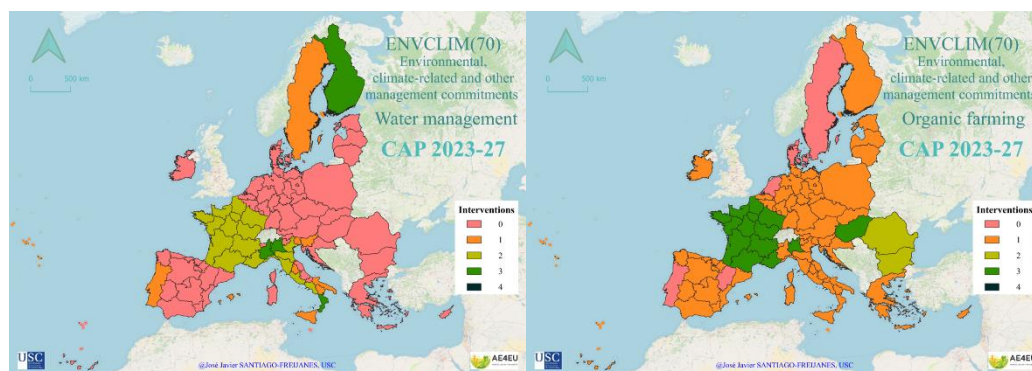 ENVCLIM(70)
Environmental,
climate-related and other
management commitments
Water management
CAP 2023-27
0
500 km
Interventions
0
1
2
3
4
USC
@José Javier SANTIAGO-FREIJANES, USC
AE4EU
ENVCLIM(70)
Environmental,
climate-related and other
management commitments
Organic farming
CAP 2023-27
0
500 km
Interventions
0
1
2
3
4
USC
@José Javier SANTIAGO-FREIJANES, USC
AE4EU